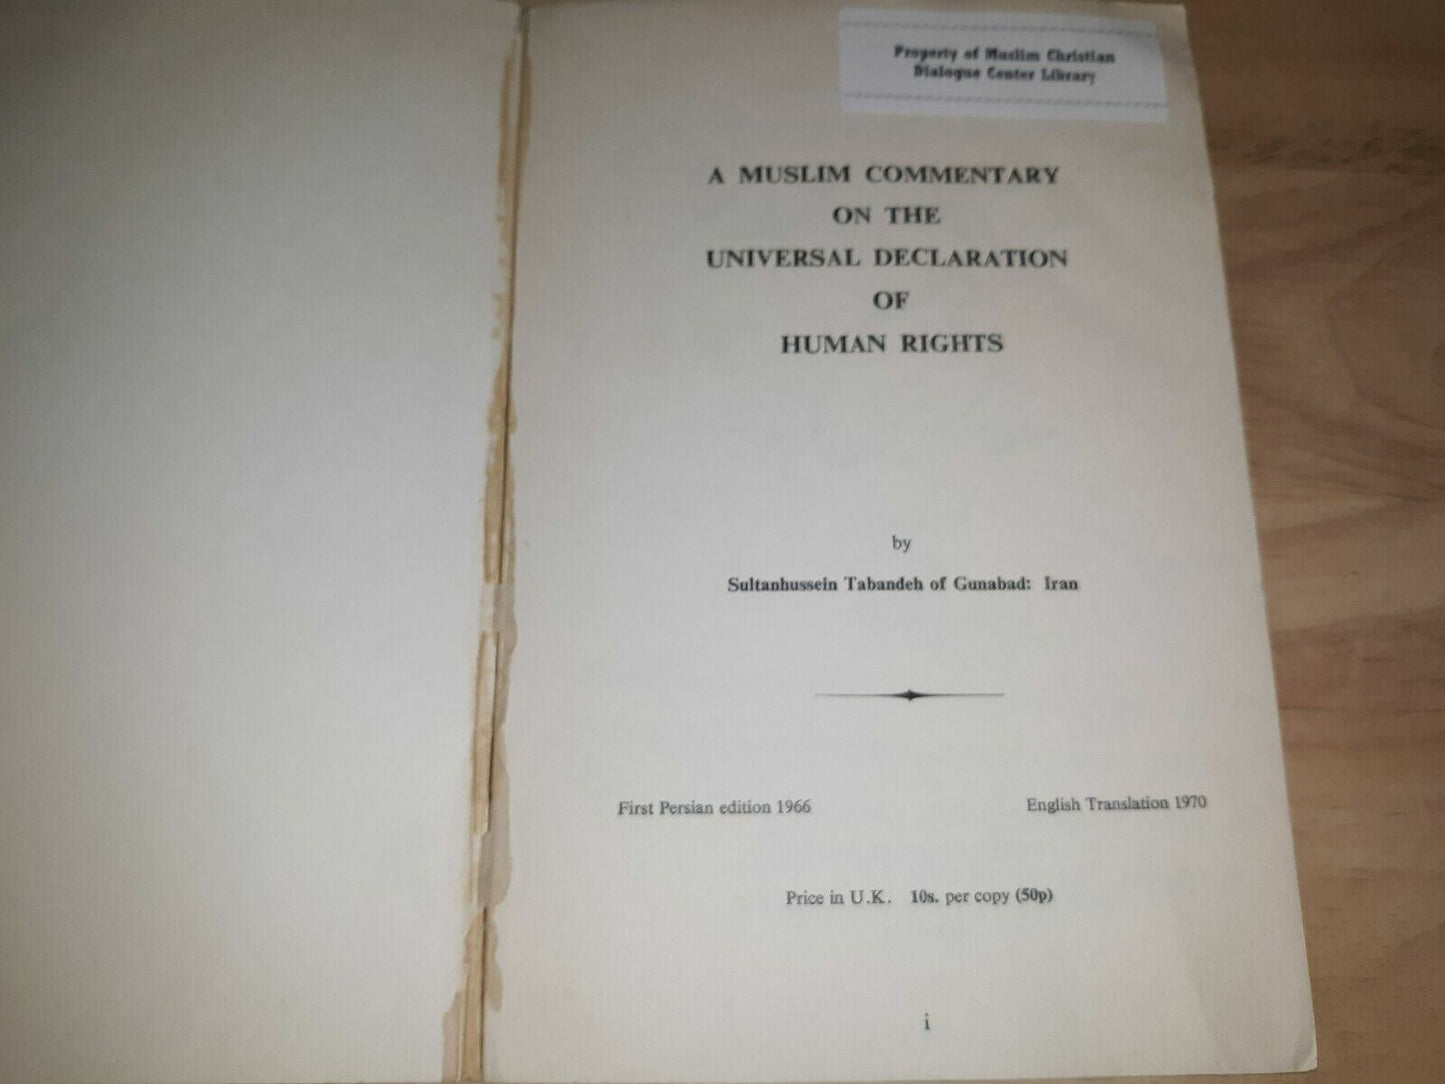 Property of Muslim Christian
Dialogue Center Library
A MUSLIM COMMENTARY
ON THE
UNIVERSAL DECLARATION
OF
HUMAN RIGHTS
by
Sultanhussein Tabandeh of Gunabad: Iran
First Persian edition 1966 English Translation 1970
Price in U.K. 10s. per copy (50p)
i